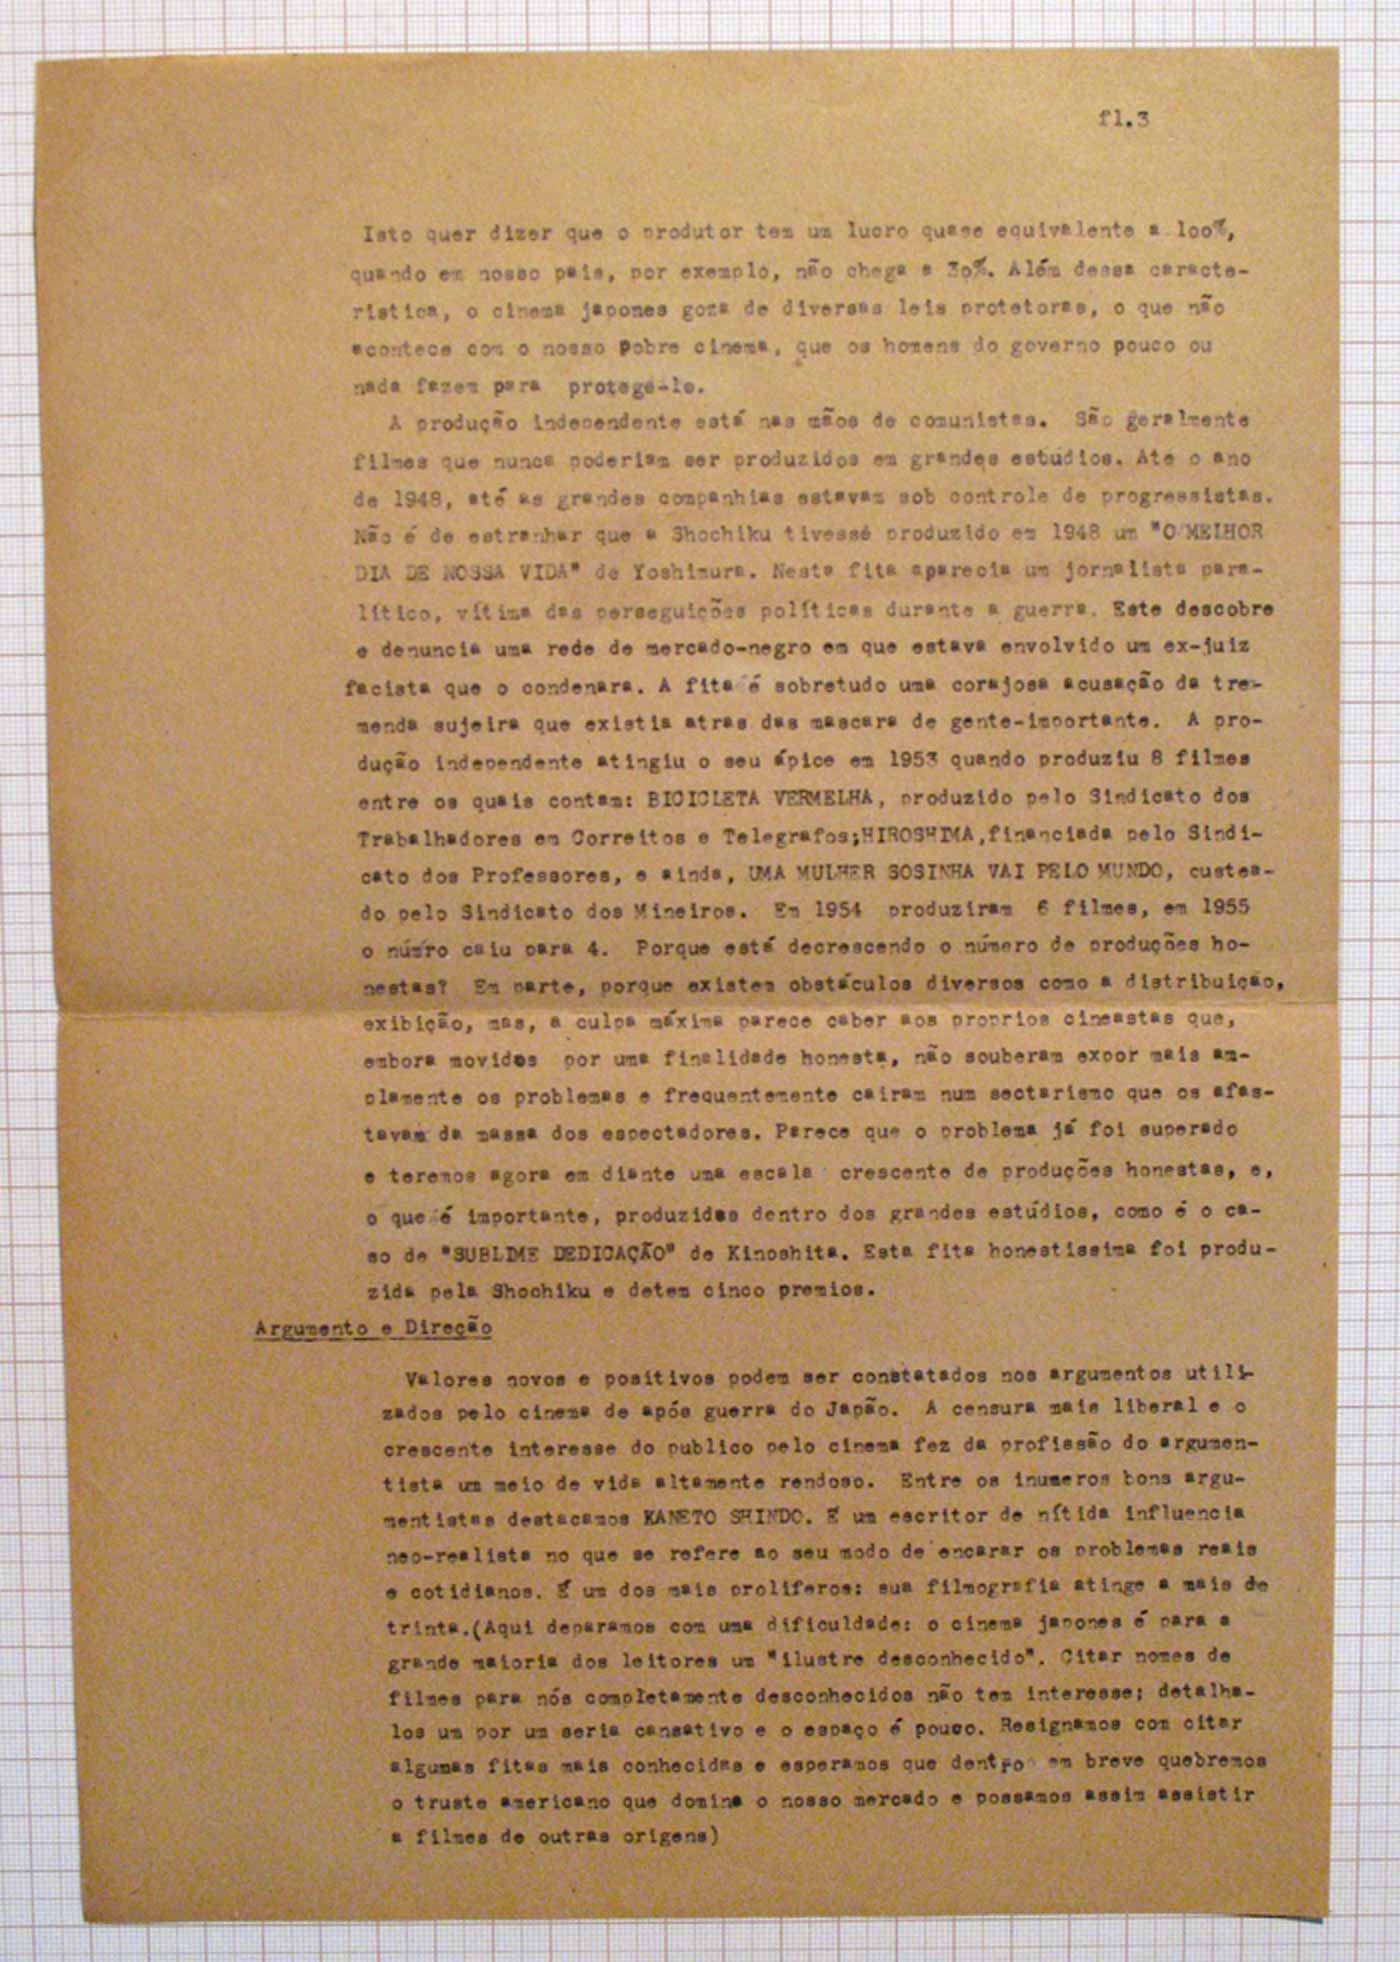 fl.3
Isto quer dizer que o produtor tem um lucro quase equivalente a loo%,
quando em nosso pais, por exemplo, não chega a 3o%. Além dessa caracte-
ristica, o cinema japones goza de diversas leis protetoras, o que não
acontece com o nosso pobre cinema, que os homens do governo pouco ou
nada fazem para protege-lo.
A produção independente está nas mãos de comunistas. São geralmente
filmes que nunca poderiam ser produzidos em grandes estúdios. Ate o ano
de 1948, até as grandes companhias estavam sob controle de progressistas.
Não é de estranhar que a Shochiku tivesse produzido em 1948 um "O MELHOR
DIA DE NOSSA VIDA" de Yoshimura. Nesta fita aparecia um jornalista para-
lítico, vítima das perseguições políticas durante a guerra. Este descobre
e denuncia uma rede de mercado-negro em que estava envolvido um ex-juiz
facista que o condenara. A fita é sobretudo uma corajosa acusação da tre-
menda sujeira que existia atras das mascara de gente-importante. A pro-
dução independente atingiu o seu ápice em 1953 quando produziu 8 filmes
entre os quais contam: BICICLETA VERMELHA, produzido pelo Sindicato dos
Trabalhadores em Correitos e Telegrafos;HIROSHIMA,financiada pelo Sindi-
cato dos Professores, e ainda, UMA MULHER SOSINHA VAI PELO MUNDO, custea-
do pelo Sindicato dos Mineiros. Em 1954 produziram 6 filmes, em 1955
o númro caiu para 4. Porque está decrescendo o número de produções ho-
nestas? Em parte, porque existem obstáculos diversos como a distribuição,
exibição, mas, a culpa máxima parece caber aos proprios cineastas que,
embora movidos por uma finalidade honesta, não souberam expor mais am-
plamente os problemas e frequentemente cairam num sectarismo que os afas-
tavam da massa dos espectadores. Parece que o problema já foi superado
e teremos agora em diante uma escala crescente de produções honestas, e,
o que é importante, produzidas dentro dos grandes estúdios, como é o ca-
so de "SUBLIME DEDICAÇÃO" de Kinoshita. Esta fita honestissima foi produ-
zida pela Shochiku e detem cinco premios.
Argumento e Direção
Valores novos e positivos podem ser constatados nos argumentos utili-
zados pelo cinema de após guerra do Japão. A censura mais liberal e o
crescente interesse do publico pelo cinema fez da profissão do argumen-
tista um meio de vida altamente rendoso. Entre os inumeros bons argu-
mentistas destacamos KANETO SHINDO. É um escritor de nítida influencia
neo-realista no que se refere ao seu modo de encarar os problemas reais
e cotidianos. É um dos mais proliferos: sua filmografia atinge a mais de
trinta.(Aqui deparamos com uma dificuldade: o cinema japones é para a
grande maioria dos leitores um "ilustre desconhecido". Citar nomes de
filmes para nós completamente desconhecidos não tem interesse; detalha-
los um por um seria cansativo e o espaço é pouco. Resignamos com citar
algumas fitas mais conhecidas e esperamos que dentro em breve quebremos
o truste americano que domina o nosso mercado e possamos assim assistir
a filmes de outras origens)